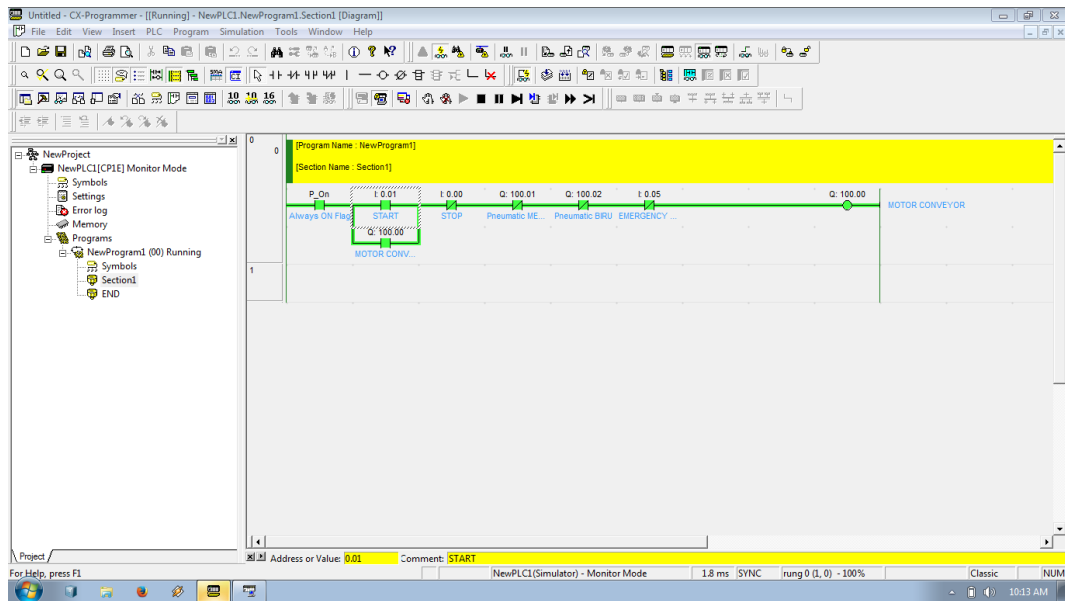 Untitled - CX-Programmer - [[Running] - NewPLC1.NewProgram1.Section1 [Diagram]]
File Edit View Insert PLC Program Simulation Tools Window Help
10 10 16
NewProject
NewPLC1[CP1E] Monitor Mode
Symbols
Settings
Error log
Memory
Programs
NewProgram1 (00) Running
Symbols
Section1
END
Project
0
0
[Program Name : NewProgram1]
[Section Name : Section1]
P_On I: 0.01 I: 0.00 Q: 100.01 Q: 100.02 I: 0.05 Q: 100.00
Always ON Flag START STOP Pneumatic ME... Pneumatic BIRU EMERGENCY ... MOTOR CONVEYOR
Q: 100.00
MOTOR CONV...
1
Address or Value: 0.01 Comment: START
For Help, press F1 NewPLC1(Simulator) - Monitor Mode 1.8 ms SYNC rung 0 (1, 0) - 100% Classic NUM
10:13 AM